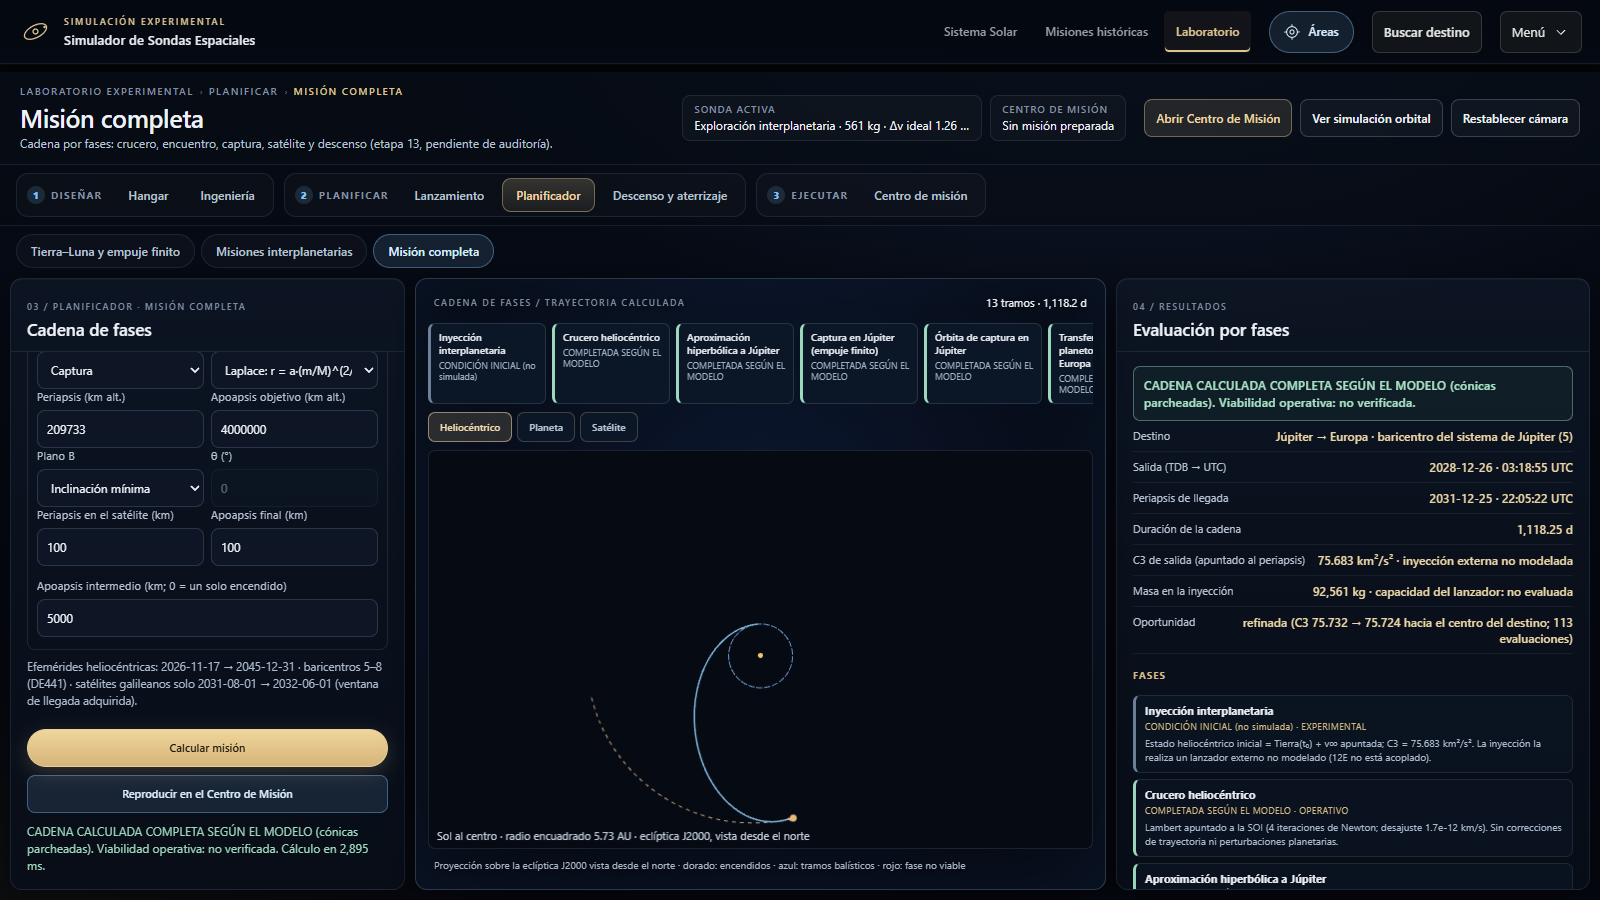 SIMULACIÓN EXPERIMENTAL
Simulador de Sondas Espaciales
Sistema Solar
Misiones históricas
Laboratorio
Áreas
Buscar destino
Menú
LABORATORIO EXPERIMENTAL › PLANIFICAR › MISIÓN COMPLETA
Misión completa
Cadena por fases: crucero, encuentro, captura, satélite y descenso (etapa 13, pendiente de auditoría).
SONDA ACTIVA
Exploración interplanetaria · 561 kg · Δv ideal 1.26 ...
CENTRO DE MISIÓN
Sin misión preparada
Abrir Centro de Misión
Ver simulación orbital
Restablecer cámara
1 DISEÑAR
Hangar
Ingeniería
2 PLANIFICAR
Lanzamiento
Planificador
Descenso y aterrizaje
3 EJECUTAR
Centro de misión
Tierra–Luna y empuje finito
Misiones interplanetarias
Misión completa
03 / PLANIFICADOR · MISIÓN COMPLETA
Cadena de fases
Captura
Laplace: r = a·(m/M)^(2/
Periapsis (km alt.)
Apoapsis objetivo (km alt.)
209733
4000000
Plano B
θ (°)
Inclinación mínima
0
Periapsis en el satélite (km)
Apoapsis final (km)
100
100
Apoapsis intermedio (km; 0 = un solo encendido)
5000
Efemérides heliocéntricas: 2026-11-17 → 2045-12-31 · baricentros 5–8
(DE441) · satélites galileanos solo 2031-08-01 → 2032-06-01 (ventana
de llegada adquirida).
Calcular misión
Reproducir en el Centro de Misión
CADENA CALCULADA COMPLETA SEGÚN EL MODELO (cónicas
parcheadas). Viabilidad operativa: no verificada. Cálculo en 2,895
ms.
CADENA DE FASES / TRAYECTORIA CALCULADA
13 tramos · 1,118.2 d
Inyección
interplanetaria
CONDICIÓN INICIAL (no
simulada)
Crucero heliocéntrico
COMPLETADA SEGÚN EL
MODELO
Aproximación
hiperbólica a Júpiter
COMPLETADA SEGÚN EL
MODELO
Captura en Júpiter
(empuje finito)
COMPLETADA SEGÚN EL
MODELO
Órbita de captura en
Júpiter
COMPLETADA SEGÚN EL
MODELO
Transfe
planeto
Europa
COMPLE
MODELO
Heliocéntrico
Planeta
Satélite
Sol al centro · radio encuadrado 5.73 AU · eclíptica J2000, vista desde el norte
Proyección sobre la eclíptica J2000 vista desde el norte · dorado: encendidos · azul: tramos balísticos · rojo: fase no viable
04 / RESULTADOS
Evaluación por fases
CADENA CALCULADA COMPLETA SEGÚN EL MODELO (cónicas
parcheadas). Viabilidad operativa: no verificada.
Destino
Júpiter → Europa · baricentro del sistema de Júpiter (5)
Salida (TDB → UTC)
2028-12-26 · 03:18:55 UTC
Periapsis de llegada
2031-12-25 · 22:05:22 UTC
Duración de la cadena
1,118.25 d
C3 de salida (apuntado al periapsis)
75.683 km²/s² · inyección externa no modelada
Masa en la inyección
92,561 kg · capacidad del lanzador: no evaluada
Oportunidad
refinada (C3 75.732 → 75.724 hacia el centro del destino; 113
evaluaciones)
FASES
Inyección interplanetaria
CONDICIÓN INICIAL (no simulada) · EXPERIMENTAL
Estado heliocéntrico inicial = Tierra(t₀) + v∞ apuntada; C3 = 75.683 km²/s². La inyección la
realiza un lanzador externo no modelado (12E no está acoplado).
Crucero heliocéntrico
COMPLETADA SEGÚN EL MODELO · OPERATIVO
Lambert apuntado a la SOI (4 iteraciones de Newton; desajuste 1.7e-12 km/s). Sin correcciones
de trayectoria ni perturbaciones planetarias.
Aproximación hiperbólica a Júpiter